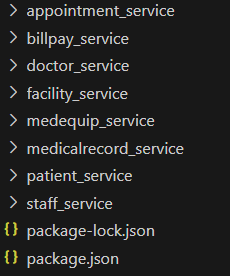 appointment_service
billpay_service
doctor_service
facility_service
medequip_service
medicalrecord_service
patient_service
staff_service
{} package-lock.json
{} package.json